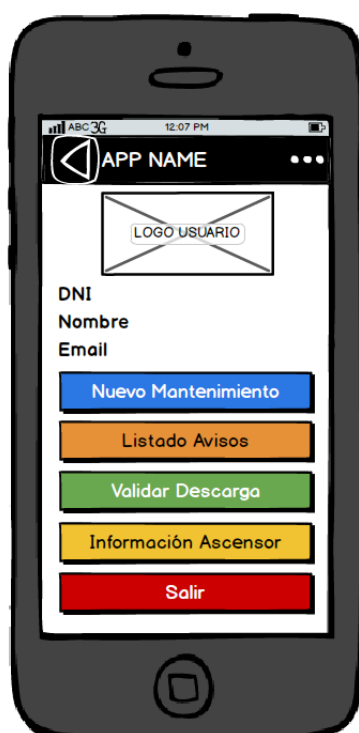 ABC 3G 12:07 PM
APP NAME
LOGO USUARIO
DNI
Nombre
Email
Nuevo Mantenimiento
Listado Avisos
Validar Descarga
Información Ascensor
Salir